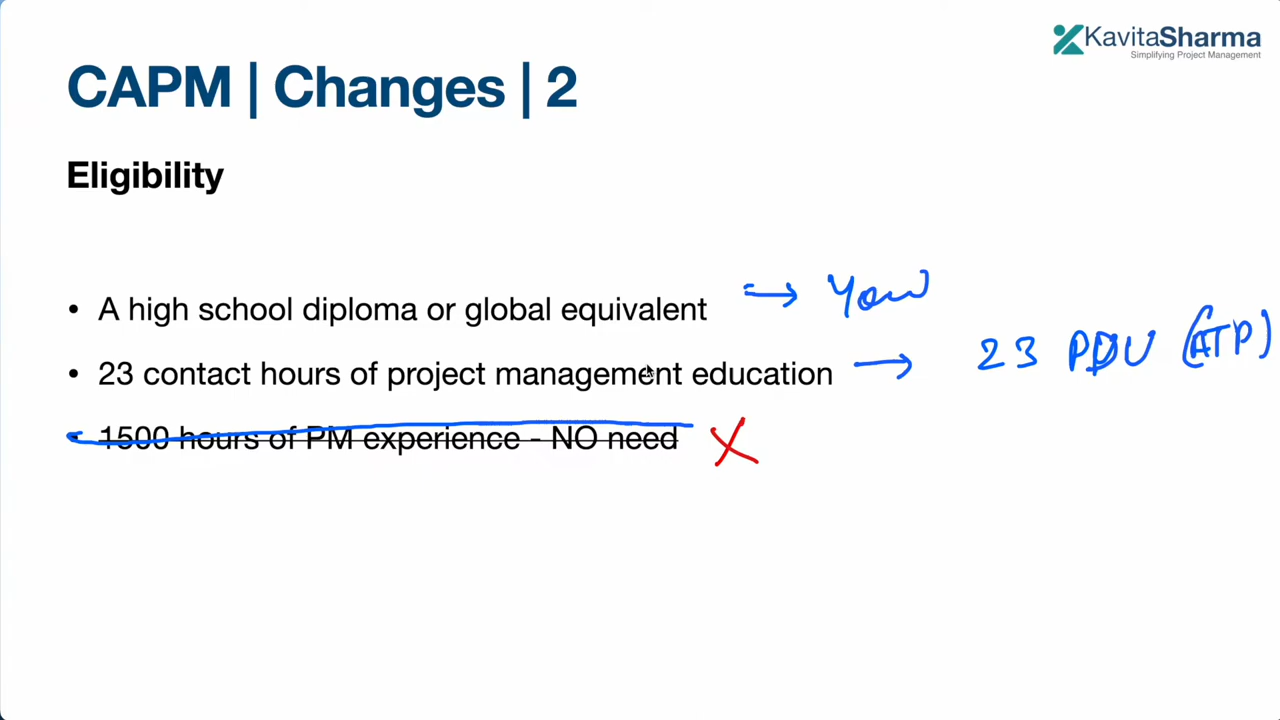 KavitaSharma
Simplifying Project Management
CAPM | Changes | 2
Eligibility
• A high school diploma or global equivalent → You
• 23 contact hours of project management education → 23 PDU (ATP)
• 1500 hours of PM experience - NO need X